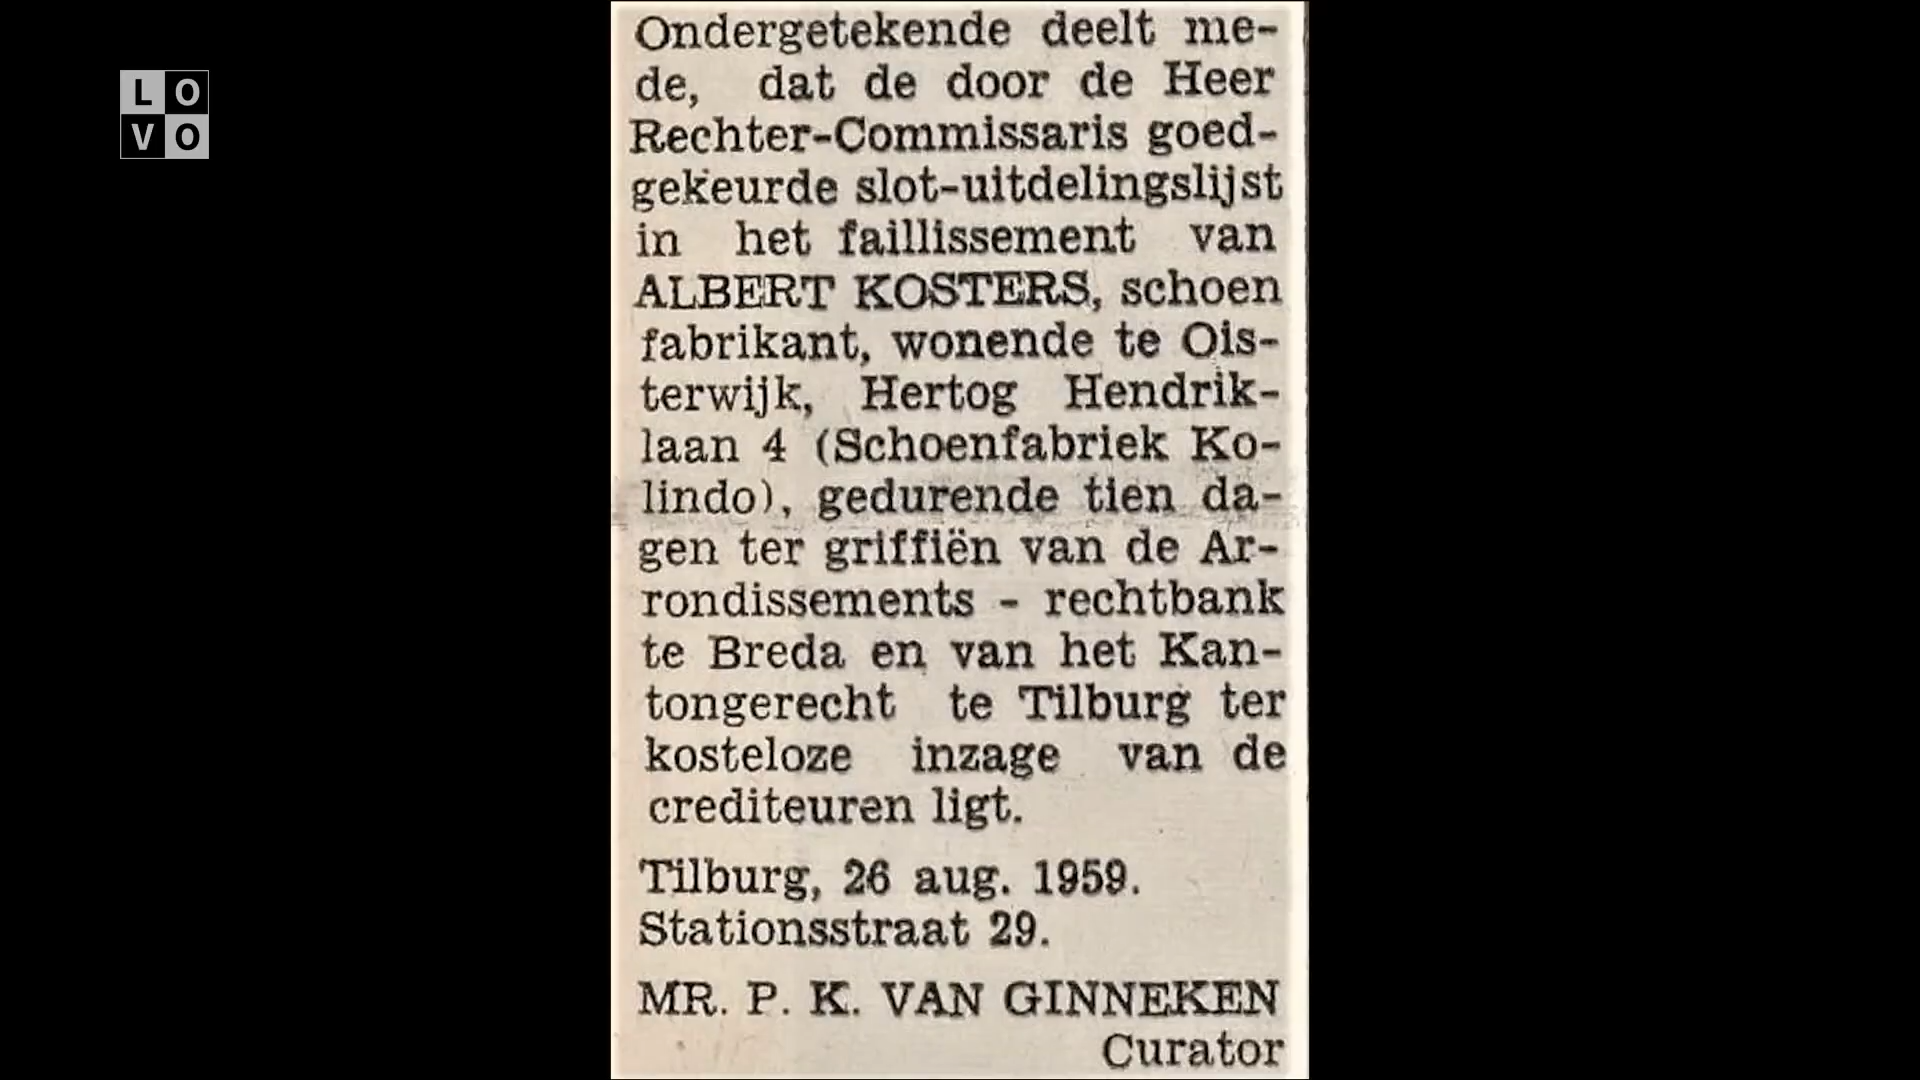 LO
VO
Ondergetekende deelt me-
de, dat de door de Heer
Rechter-Commissaris goed-
gekeurde slot-uitdelingslijst
in het faillissement van
ALBERT KOSTERS, schoen
fabrikant, wonende te Ois-
terwijk, Hertog Hendrik-
laan 4 (Schoenfabriek Ko-
lindo), gedurende tien da-
gen ter griffiën van de Ar-
rondissements - rechtbank
te Breda en van het Kan-
tongerecht te Tilburg ter
kosteloze inzage van de
crediteuren ligt.
Tilburg, 26 aug. 1959.
Stationsstraat 29.
MR. P. K. VAN GINNEKEN
Curator